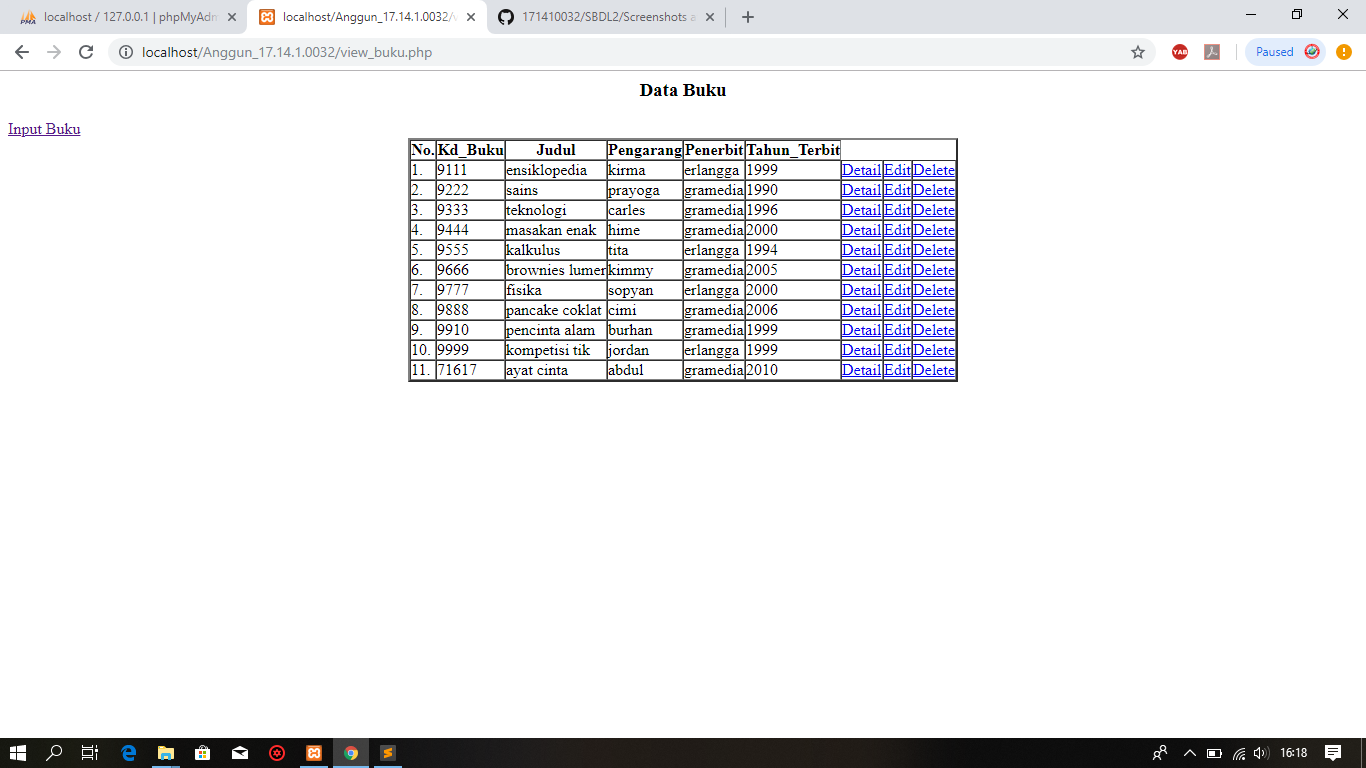 localhost / 127.0.0.1 | phpMyAdm
localhost/Anggun_17.14.1.0032/v
171410032/SBDL2/Screenshots a
localhost/Anggun_17.14.1.0032/view_buku.php
Paused
Data Buku
Input Buku
No. Kd_Buku Judul Pengarang Penerbit Tahun_Terbit
1. 9111 ensiklopedia kirma erlangga 1999 Detail Edit Delete
2. 9222 sains prayoga gramedia 1990 Detail Edit Delete
3. 9333 teknologi carles gramedia 1996 Detail Edit Delete
4. 9444 masakan enak hime gramedia 2000 Detail Edit Delete
5. 9555 kalkulus tita erlangga 1994 Detail Edit Delete
6. 9666 brownies lumer kimmy gramedia 2005 Detail Edit Delete
7. 9777 fisika sopyan erlangga 2000 Detail Edit Delete
8. 9888 pancake coklat cimi gramedia 2006 Detail Edit Delete
9. 9910 pencinta alam burhan gramedia 1999 Detail Edit Delete
10. 9999 kompetisi tik jordan erlangga 1999 Detail Edit Delete
11. 71617 ayat cinta abdul gramedia 2010 Detail Edit Delete
16:18